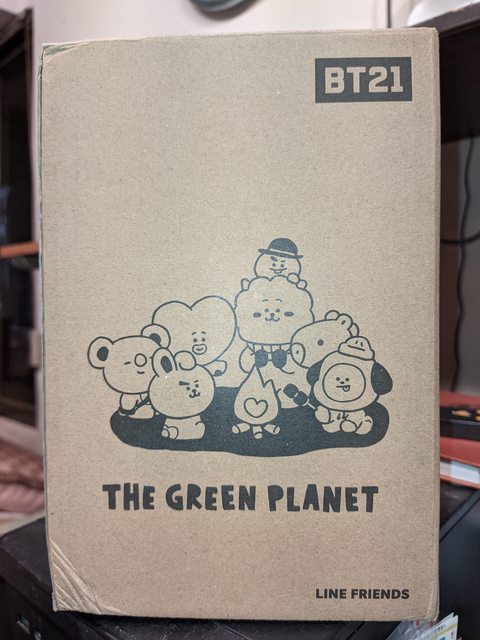 BT21
THE GREEN PLANET
LINE FRIENDS